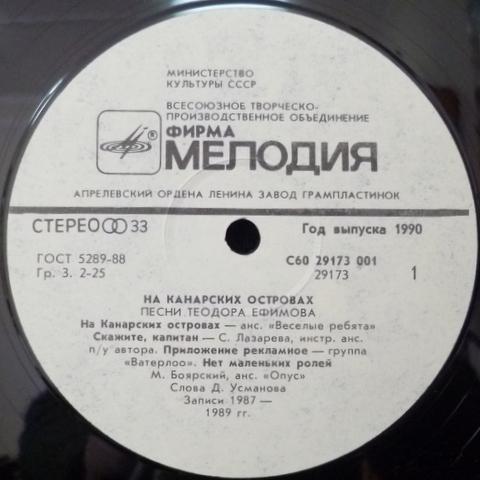 МИНИСТЕРСТВО
КУЛЬТУРЫ СССР
ВСЕСОЮЗНОЕ ТВОРЧЕСКО-
ПРОИЗВОДСТВЕННОЕ ОБЪЕДИНЕНИЕ
ФИРМА
® МЕЛОДИЯ
АПРЕЛЕВСКИЙ ОРДЕНА ЛЕНИНА ЗАВОД ГРАМПЛАСТИНОК
СТЕРЕО 33 Год выпуска 1990
ГОСТ 5289-88 С60 29173 001
Гр. 3. 2-25 29173 1
НА КАНАРСКИХ ОСТРОВАХ
ПЕСНИ ТЕОДОРА ЕФИМОВА
На Канарских островах — анс. «Веселые ребята»
Скажите, капитан — С. Лазарева, инстр. анс.
п/у автора. Приложение рекламное — группа
«Ватерлоо». Нет маленьких ролей
М. Боярский, анс. «Опус»
Слова Д. Усманова
Записи 1987—
1989 гг.